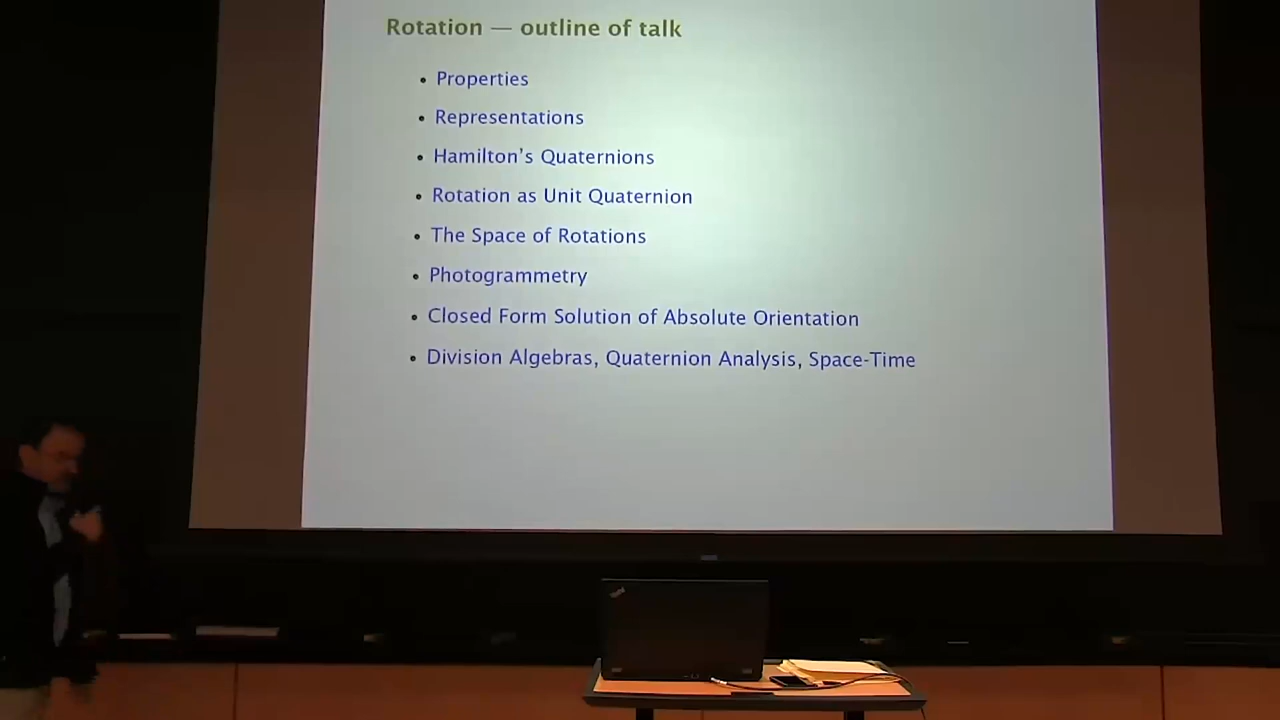 Rotation — outline of talk
• Properties
• Representations
• Hamilton's Quaternions
• Rotation as Unit Quaternion
• The Space of Rotations
• Photogrammetry
• Closed Form Solution of Absolute Orientation
• Division Algebras, Quaternion Analysis, Space-Time